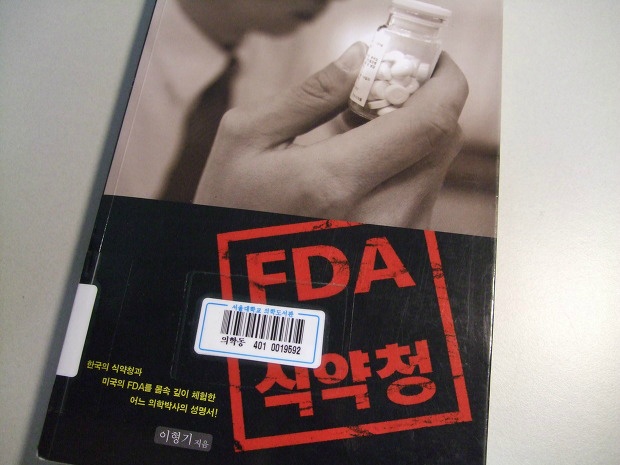 FDA
서울대학교 의학도서관
의학동 401 0019592
식약청
한국의 식약청과
미국의 FDA를 몸속 깊이 체험한
어느 의학박사의 성명서!
이형기 지음